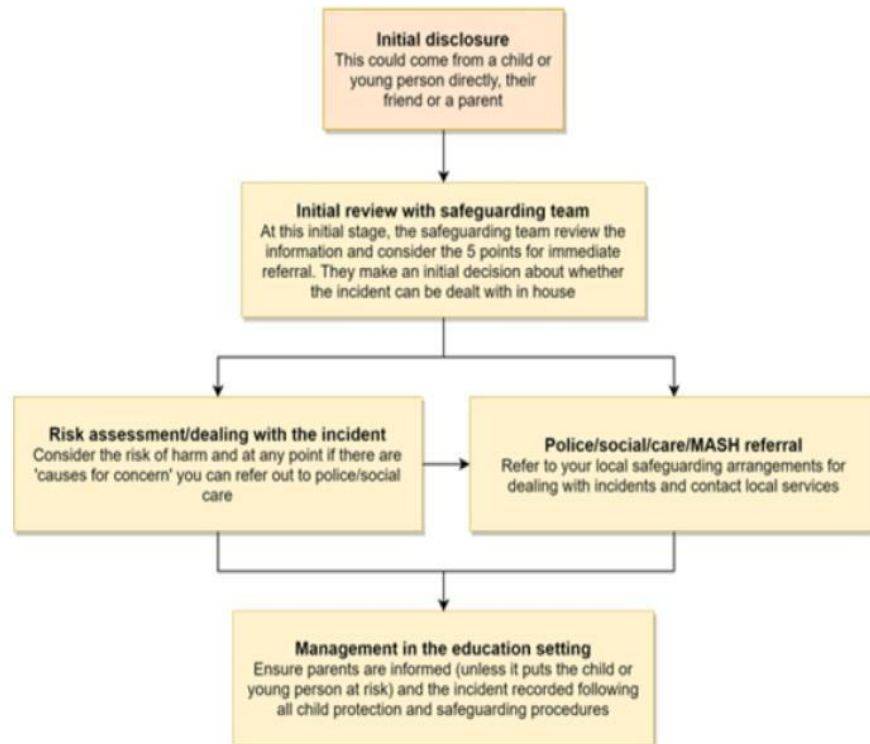 Initial disclosure
This could come from a child or
young person directly, their
friend or a parent
Initial review with safeguarding team
At this initial stage, the safeguarding team review the
information and consider the 5 points for immediate
referral. They make an initial decision about whether
the incident can be dealt with in house
Risk assessment/dealing with the incident
Consider the risk of harm and at any point if there are
'causes for concern' you can refer out to police/social
care
Police/social/care/MASH referral
Refer to your local safeguarding arrangements for
dealing with incidents and contact local services
Management in the education setting
Ensure parents are informed (unless it puts the child or
young person at risk) and the incident recorded following
all child protection and safeguarding procedures